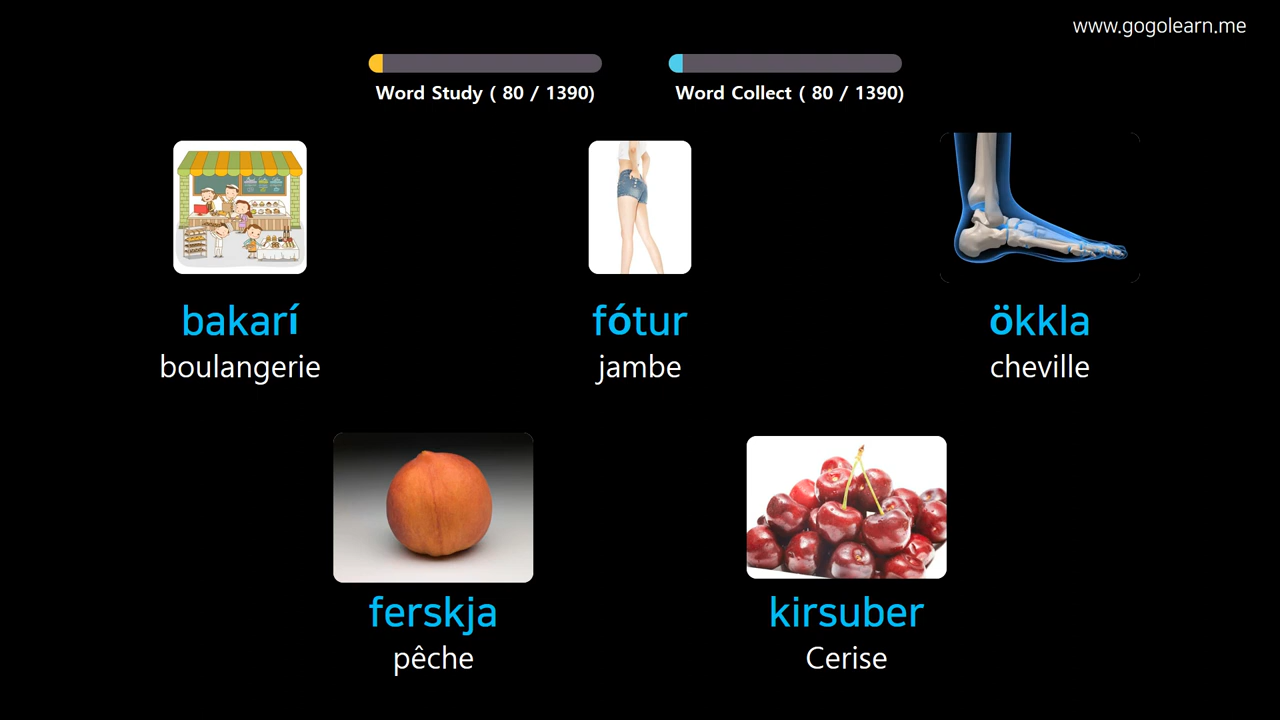 www.gogolearn.me
Word Study ( 80 / 1390)
Word Collect ( 80 / 1390)
bakarí
boulangerie
fótur
jambe
ökkla
cheville
ferskja
pêche
kirsuber
Cerise